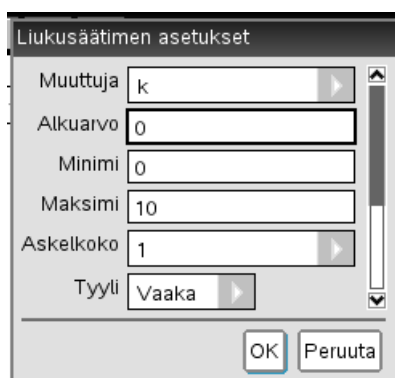 Liukusäätimen asetukset
Muuttuja k
Alkuarvo 0
Minimi 0
Maksimi 10
Askelkoko 1
Tyyli Vaaka
OK Peruuta